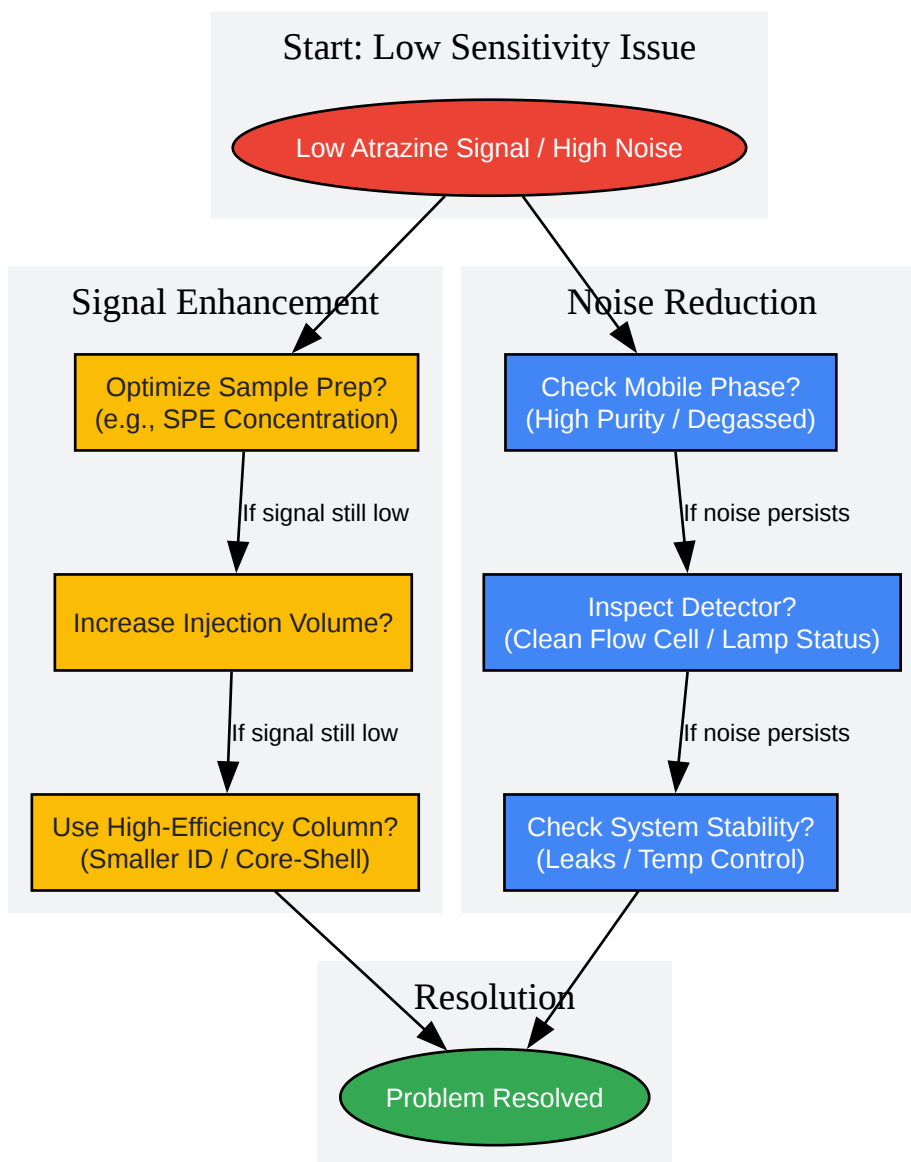 Start: Low Sensitivity Issue
Low Atrazine Signal / High Noise
Signal Enhancement
Optimize Sample Prep?
(e.g., SPE Concentration)
If signal still low
Increase Injection Volume?
If signal still low
Use High-Efficiency Column?
(Smaller ID / Core-Shell)
Noise Reduction
Check Mobile Phase?
(High Purity / Degassed)
If noise persists
Inspect Detector?
(Clean Flow Cell / Lamp Status)
If noise persists
Check System Stability?
(Leaks / Temp Control)
Resolution
Problem Resolved